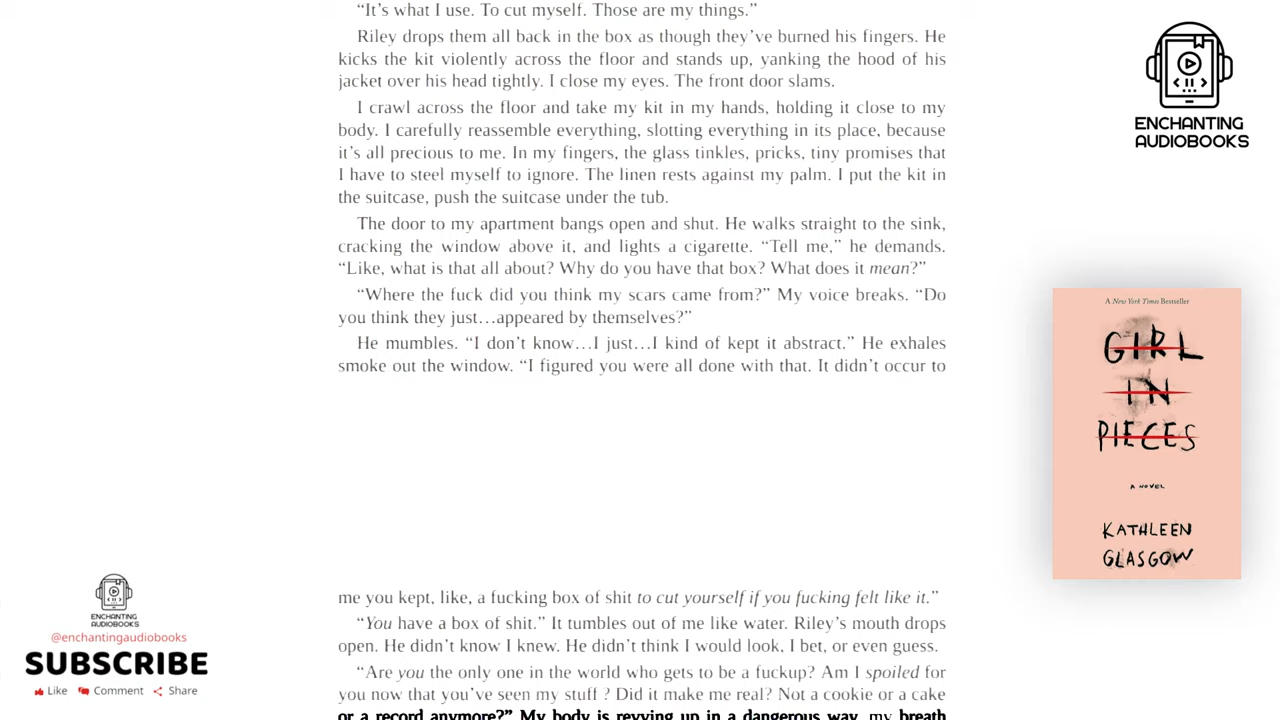 “It’s what I use. To cut myself. Those are my things.”
Riley drops them all back in the box as though they’ve burned his fingers. He
kicks the kit violently across the floor and stands up, yanking the hood of his
jacket over his head tightly. I close my eyes. The front door slams.
I crawl across the floor and take my kit in my hands, holding it close to my
body. I carefully reassemble everything, slotting everything in its place, because
it’s all precious to me. In my fingers, the glass tinkles, pricks, tiny promises that
I have to steel myself to ignore. The linen rests against my palm. I put the kit in
the suitcase, push the suitcase under the tub.
The door to my apartment bangs open and shut. He walks straight to the sink,
cracking the window above it, and lights a cigarette. “Tell me,” he demands.
“Like, what is that all about? Why do you have that box? What does it mean?”
“Where the fuck did you think my scars came from?” My voice breaks. “Do
you think they just…appeared by themselves?”
He mumbles. “I don’t know…I just…I kind of kept it abstract.” He exhales
smoke out the window. “I figured you were all done with that. It didn’t occur to
me you kept, like, a fucking box of shit to cut yourself if you fucking felt like it.”
“You have a box of shit.” It tumbles out of me like water. Riley’s mouth drops
open. He didn’t know I knew. He didn’t think I would look, I bet, or even guess.
“Are you the only one in the world who gets to be a fuckup? Am I spoiled for
you now that you’ve seen my stuff ? Did it make me real? Not a cookie or a cake
or a record anymore?” My body is revving up in a dangerous way, my breath
ENCHANTING
AUDIOBOOKS
A New York Times Bestseller
GIRL
IN
PIECES
A NOVEL
KATHLEEN
GLASGOW
ENCHANTING
AUDIOBOOKS
@enchantingaudiobooks
SUBSCRIBE
Like Comment Share